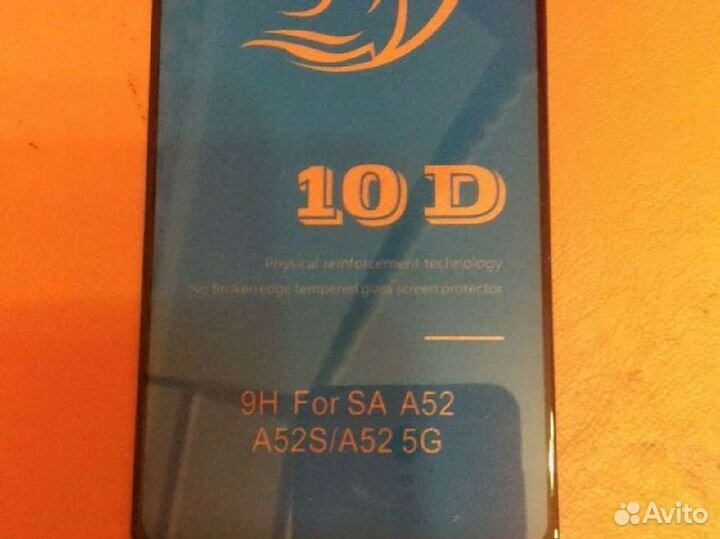 10 D
Physical reinforcement technology
No Broken edge tempered glass screen protector
9H For SA A52
A52S/A52 5G
Avito